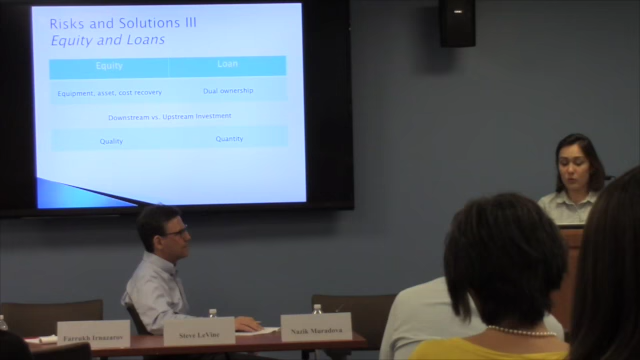 Risks and Solutions III
Equity and Loans
Equity Loan
Equipment, asset, cost recovery Dual ownership
Downstream vs. Upstream Investment
Quality Quantity
Farrukh Irnazarov
Steve LeVine
Nazik Muradova